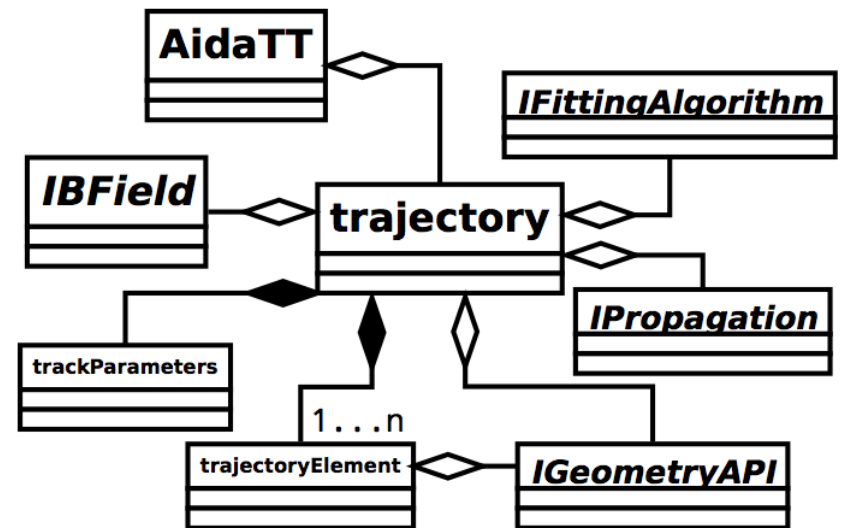 AidaTT
IFittingAlgorithm
IBField
trajectory
IPropagation
trackParameters
1...n
trajectoryElement
IGeometryAPI